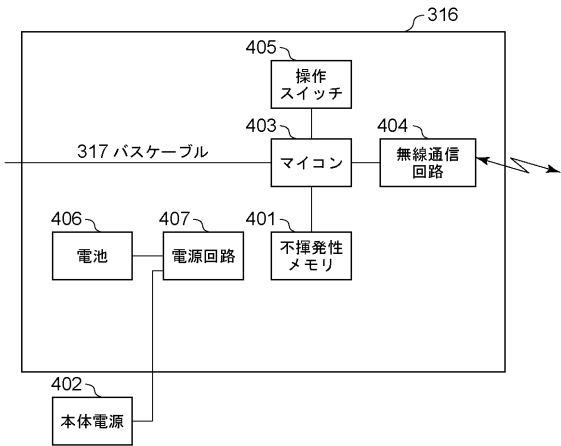 316
405
操作
スイッチ
403
マイコン
404
無線通信
回路
317 バスケーブル
406
電池
407
電源回路
401
不揮発性
メモリ
402
本体電源